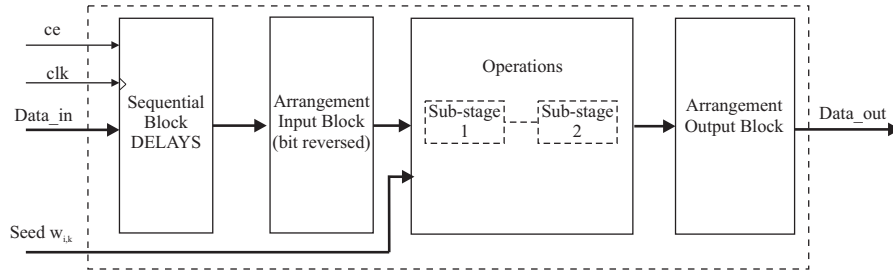 ce
clk
Data_in
Seed w i,k
Sequential
Block
DELAYS
Arrangement
Input Block
(bit reversed)
Operations
Sub-stage
1
Sub-stage
2
Arrangement
Output Block
Data_out